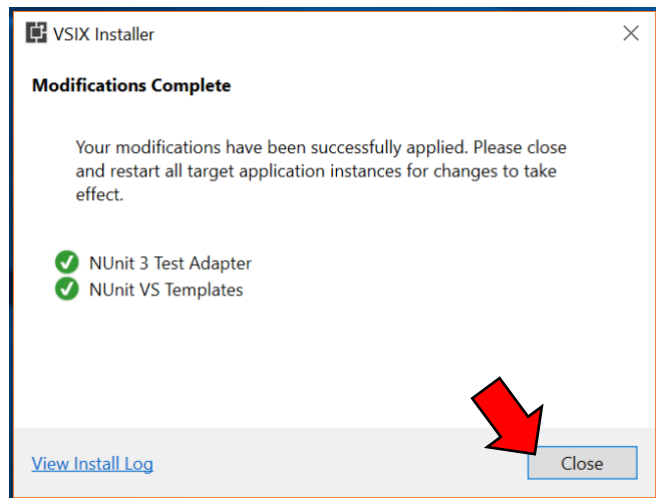 VSIX Installer
Modifications Complete
Your modifications have been successfully applied. Please close
and restart all target application instances for changes to take
effect.
NUnit 3 Test Adapter
NUnit VS Templates
View Install Log
Close